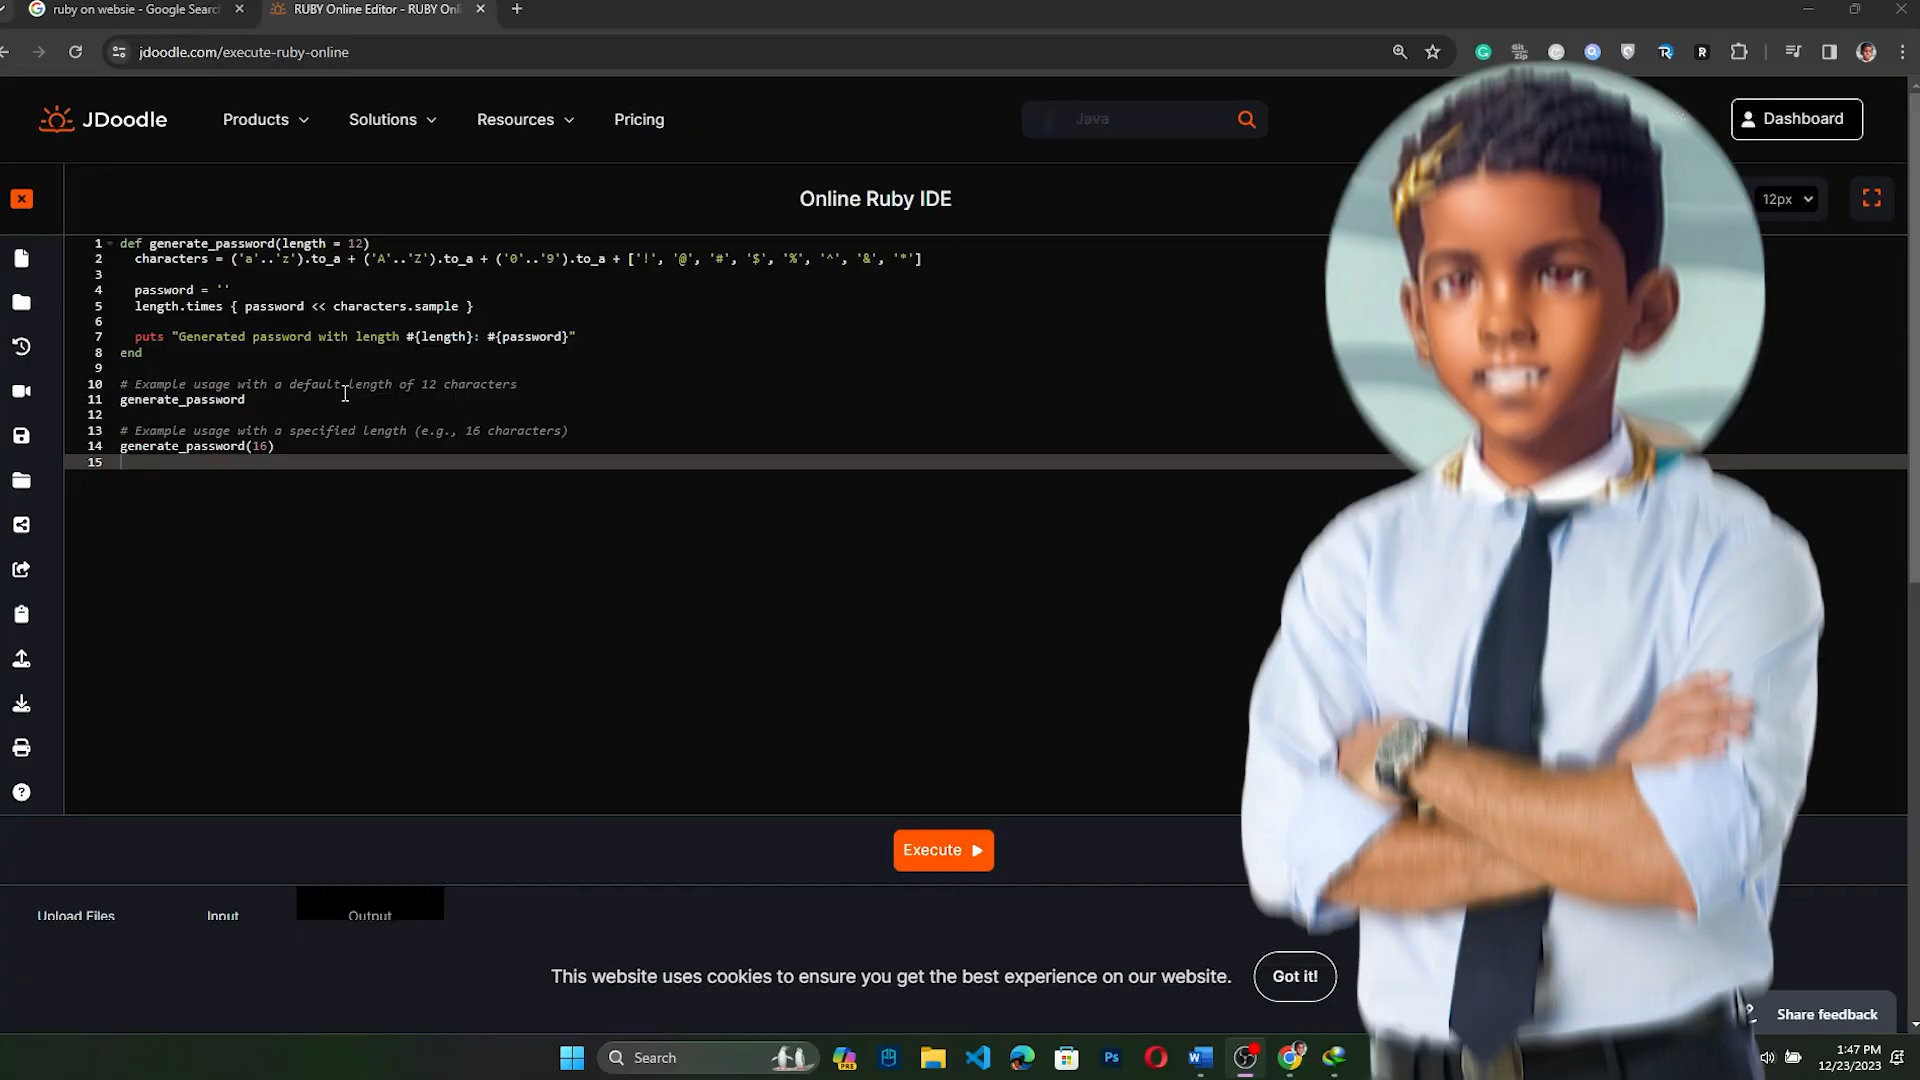 ruby on websie - Google Searc
RUBY Online Editor - RUBY Onl
jdoodle.com/execute-ruby-online
Git
Zip
JDoodle
Products
Solutions
Resources
Pricing
Java
Dashboard
Online Ruby IDE
12px
1 def generate_password(length = 12)
2 characters = ('a'..'z').to_a + ('A'..'Z').to_a + ('0'..'9').to_a + ['!', '@', '#', '$', '%', '^', '&', '*']
3
4 password = ''
5 length.times { password << characters.sample }
6
7 puts "Generated password with length #{length}: #{password}"
8 end
9
10 # Example usage with a default length of 12 characters
11 generate_password
12
13 # Example usage with a specified length (e.g., 16 characters)
14 generate_password(16)
15
Execute
Upload Files
Input
Output
This website uses cookies to ensure you get the best experience on our website.
Got it!
Share feedback
Search
PRE
Ps
1:47 PM
12/23/2023